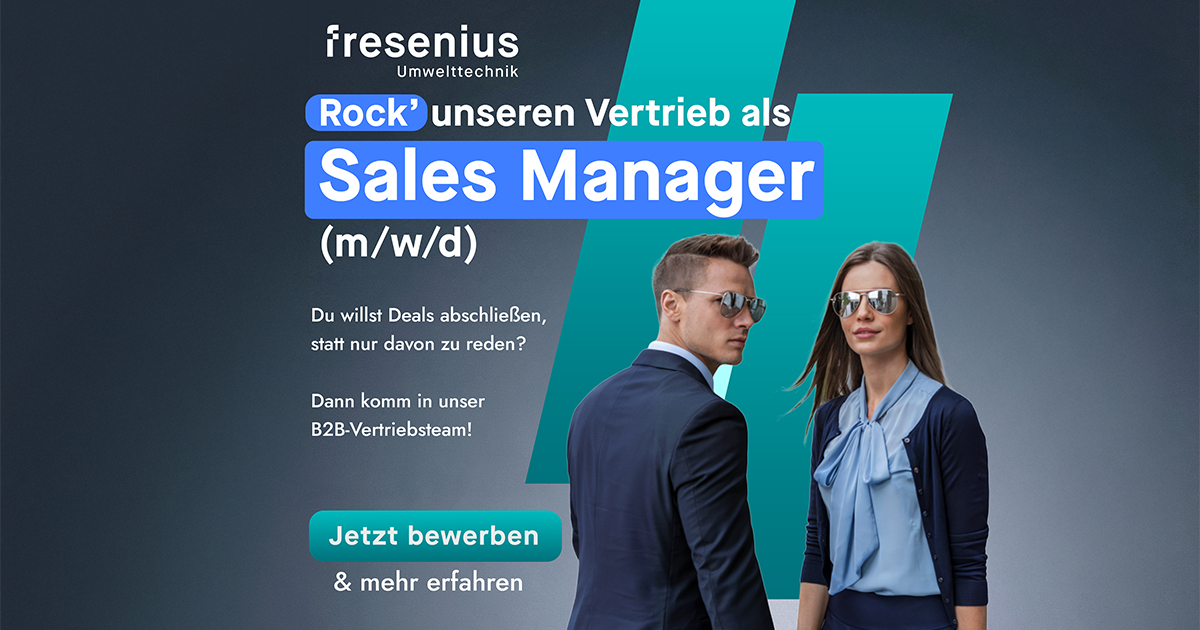 fresenius
Umwelttechnik
Rock’ unseren Vertrieb als
Sales Manager
(m/w/d)
Du willst Deals abschließen,
statt nur davon zu reden?
Dann komm in unser
B2B-Vertriebsteam!
Jetzt bewerben
& mehr erfahren